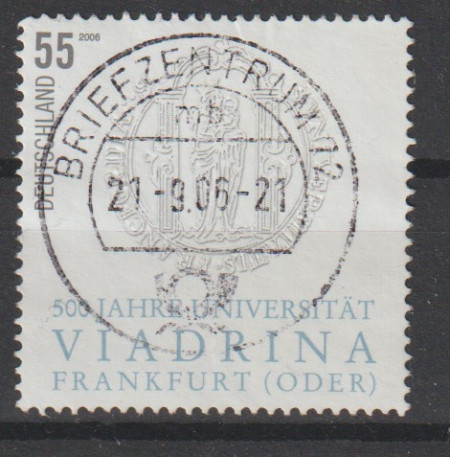 55 2006
DEUTSCHLAND
BRIEFZENTRUM 12
mb
21-9.06-21
500 JAHRE UNIVERSITÄT
VIADRINA
FRANKFURT (ODER)